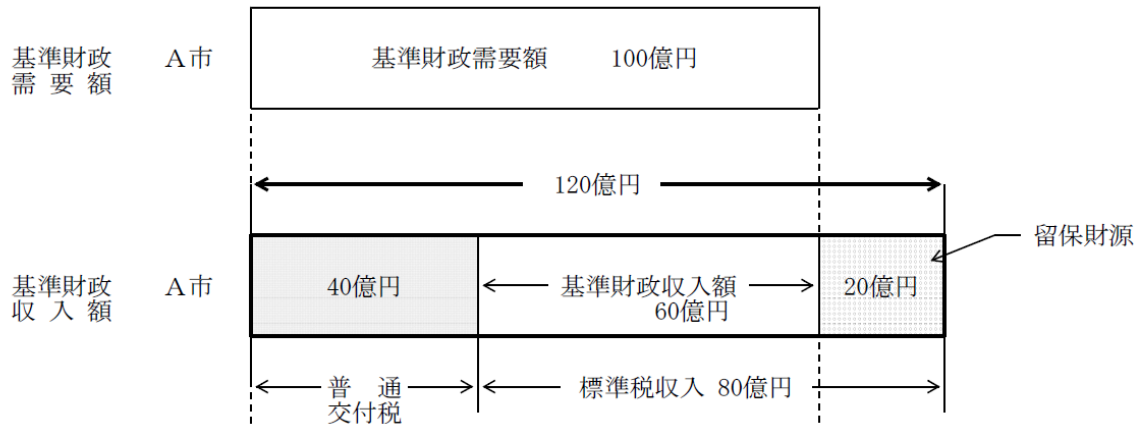 基準財政
需要額
A市
基準財政需要額 100億円
120億円
留保財源
基準財政
収入額
A市
40億円
基準財政収入額
60億円
20億円
普通
交付税
標準税収入 80億円